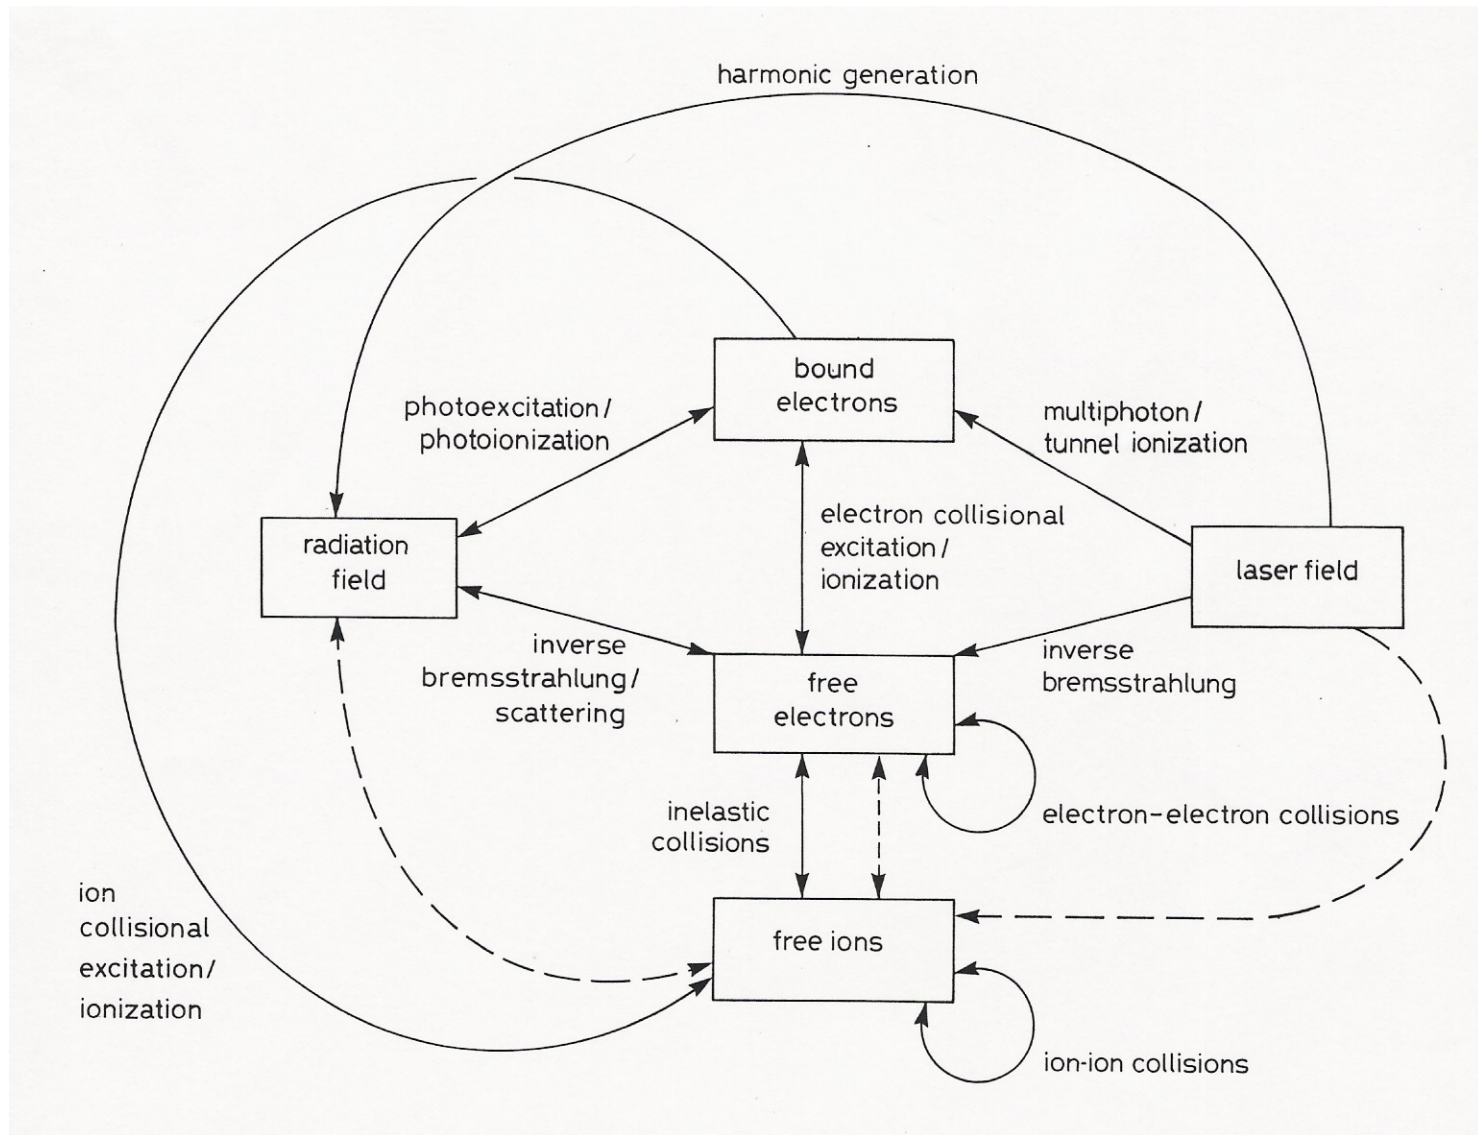 harmonic generation
bound
electrons
photoexcitation/
photoionization
multiphoton/
tunnel ionization
electron collisional
excitation/
ionization
radiation
field
laser field
inverse
bremsstrahlung/
scattering
free
electrons
inverse
bremsstrahlung
inelastic
collisions
electron-electron collisions
ion
collisional
excitation/
ionization
free ions
ion-ion collisions